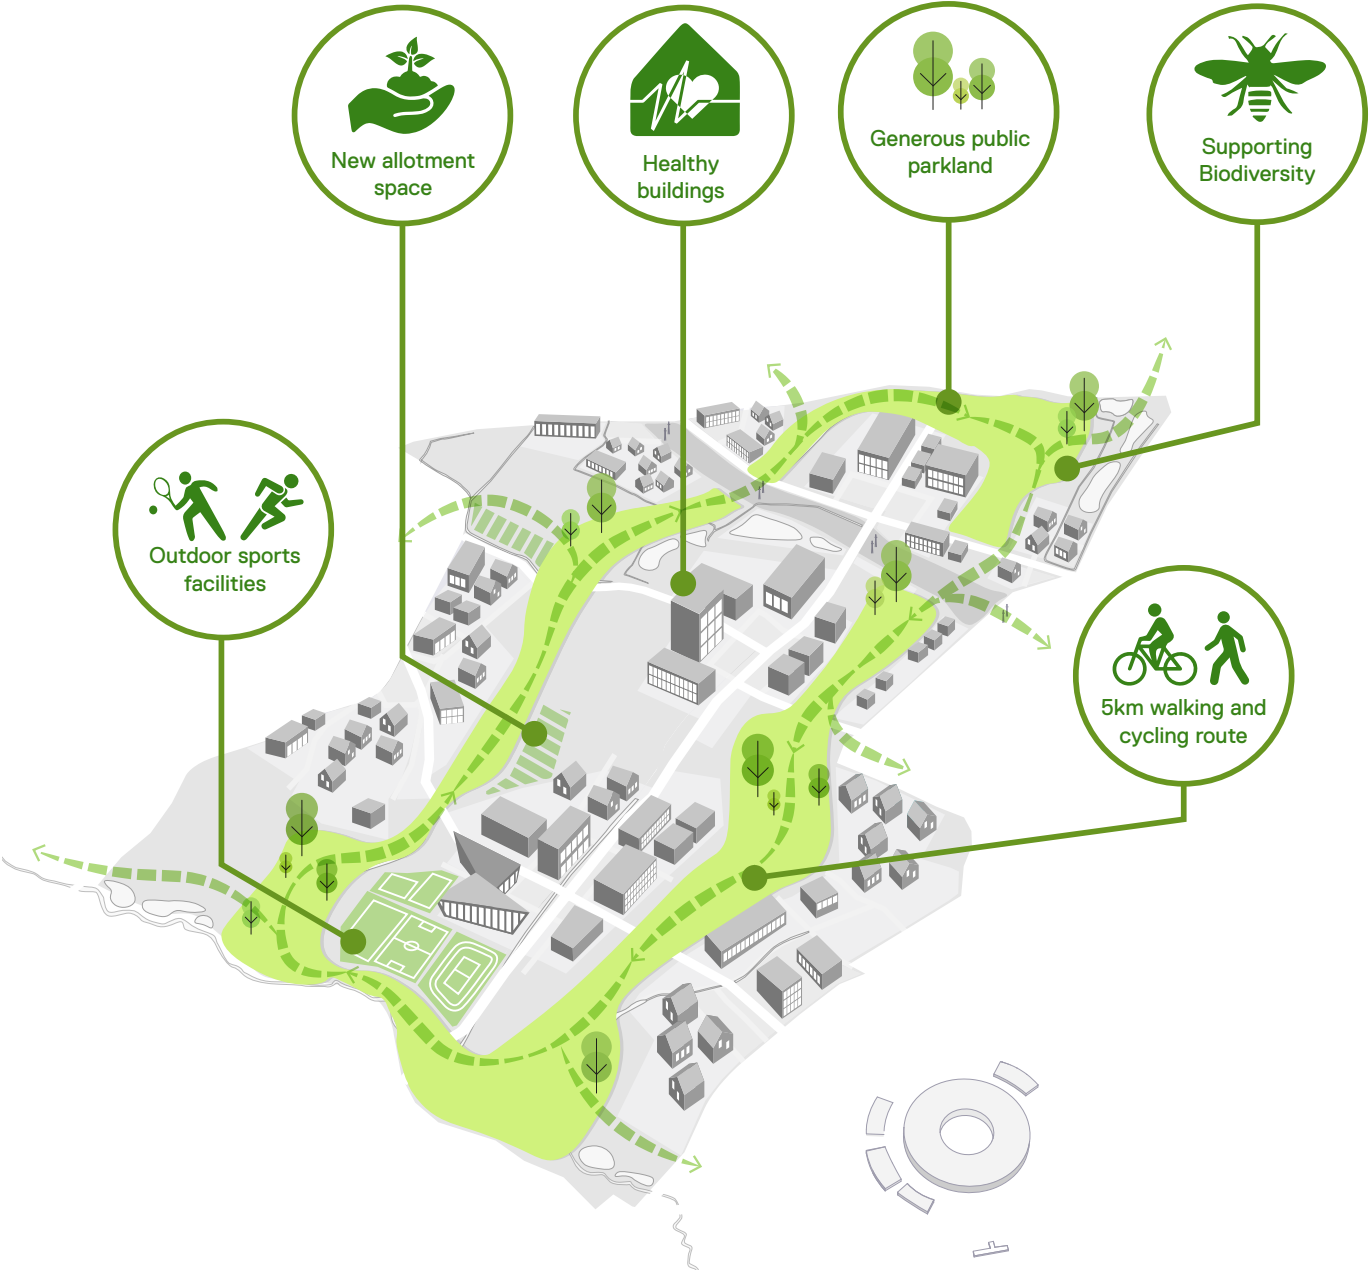 New allotment
space
Healthy
buildings
Generous public
parkland
Supporting
Biodiversity
Outdoor sports
facilities
5km walking and
cycling route